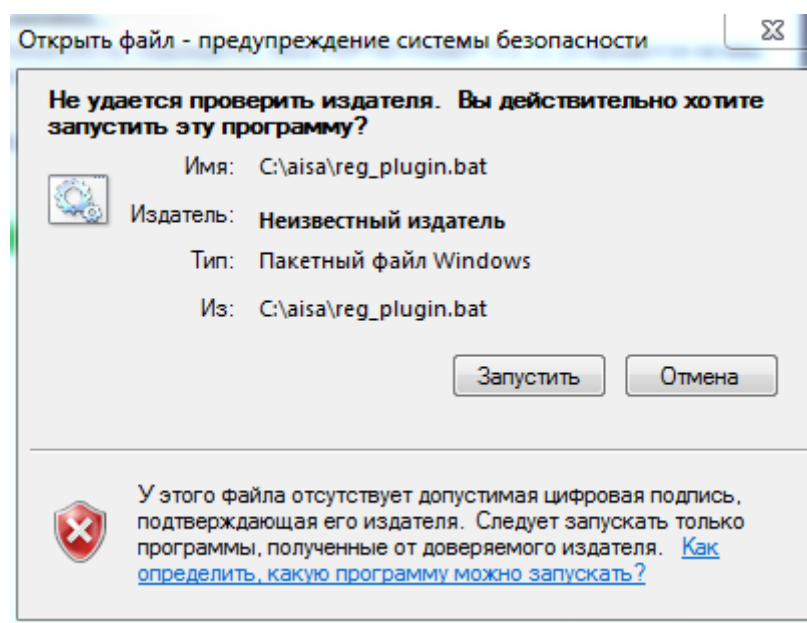 Открыть файл - предупреждение системы безопасности
Не удается проверить издателя. Вы действительно хотите
запустить эту программу?
Имя: C:\aisa\reg_plugin.bat
Издатель: Неизвестный издатель
Тип: Пакетный файл Windows
Из: C:\aisa\reg_plugin.bat
Запустить Отмена
У этого файла отсутствует допустимая цифровая подпись,
подтверждающая его издателя. Следует запускать только
программы, полученные от доверяемого издателя. Как
определить, какую программу можно запускать?